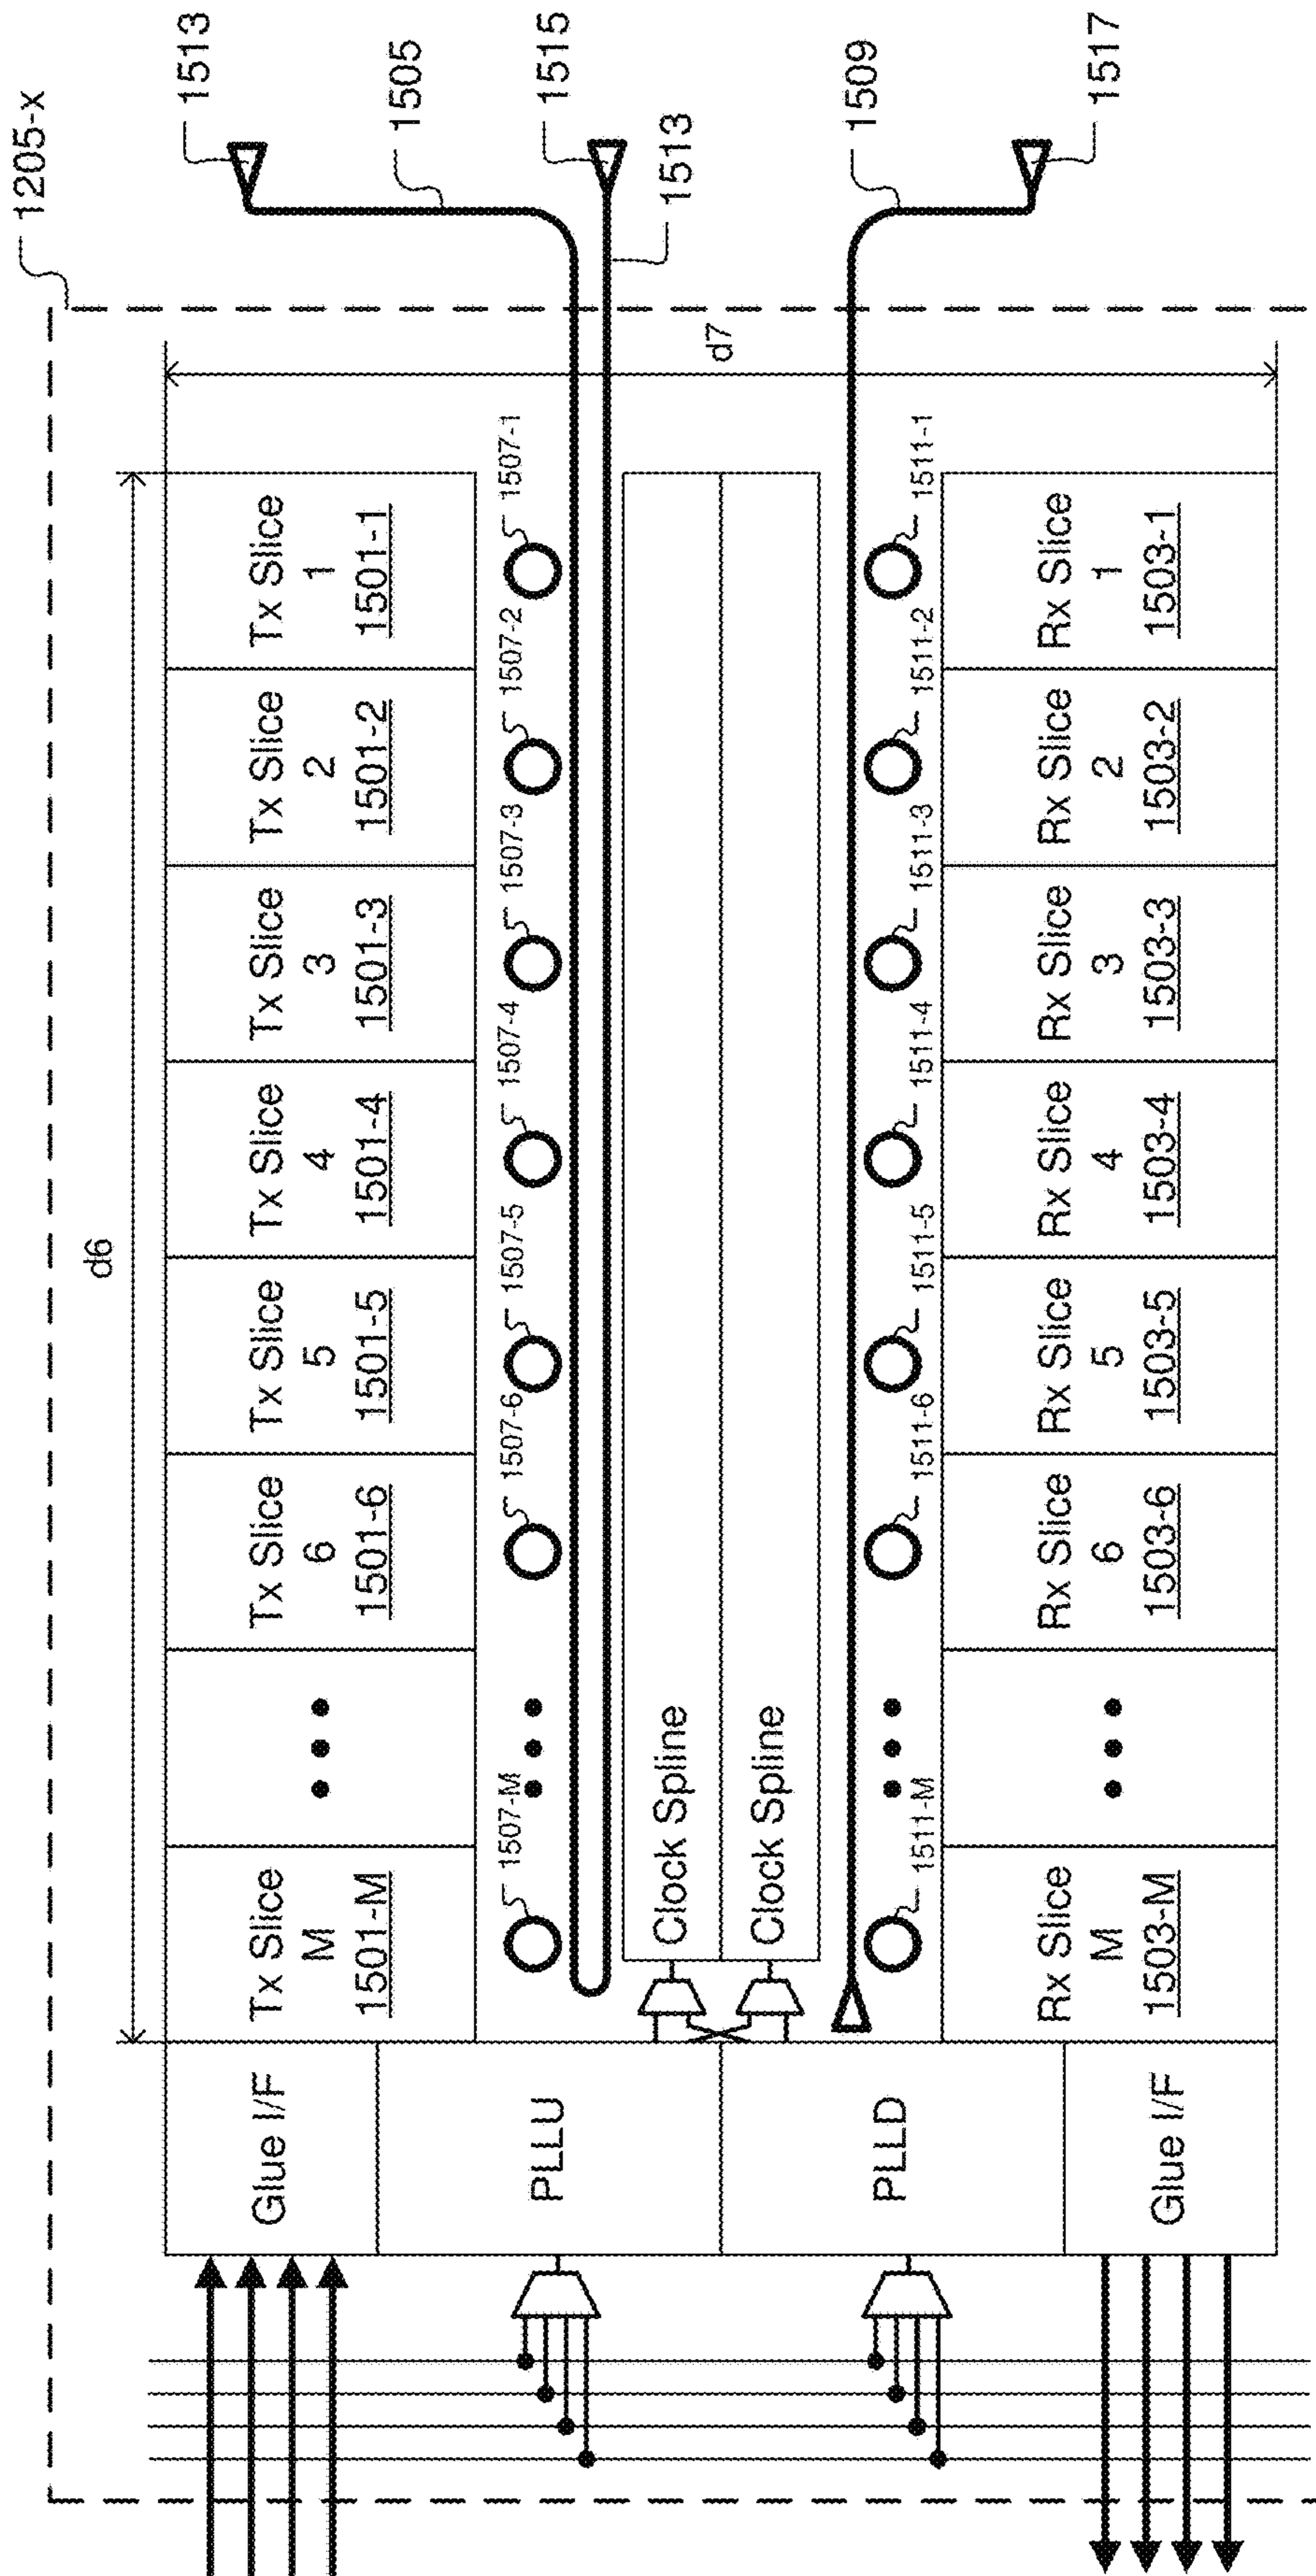 1205-x
1513
1505
1515
1513
1509
1517
d6
d7
Tx Slice
M
1501-M
Tx Slice
6
1501-6
Tx Slice
5
1501-5
Tx Slice
4
1501-4
Tx Slice
3
1501-3
Tx Slice
2
1501-2
Tx Slice
1
1501-1
1507-M
1507-6
1507-5
1507-4
1507-3
1507-2
1507-1
Glue I/F
PLLU
PLLD
Glue I/F
Clock Spline
Clock Spline
1511-M
1511-6
1511-5
1511-4
1511-3
1511-2
1511-1
Rx Slice
M
1503-M
Rx Slice
6
1503-6
Rx Slice
5
1503-5
Rx Slice
4
1503-4
Rx Slice
3
1503-3
Rx Slice
2
1503-2
Rx Slice
1
1503-1